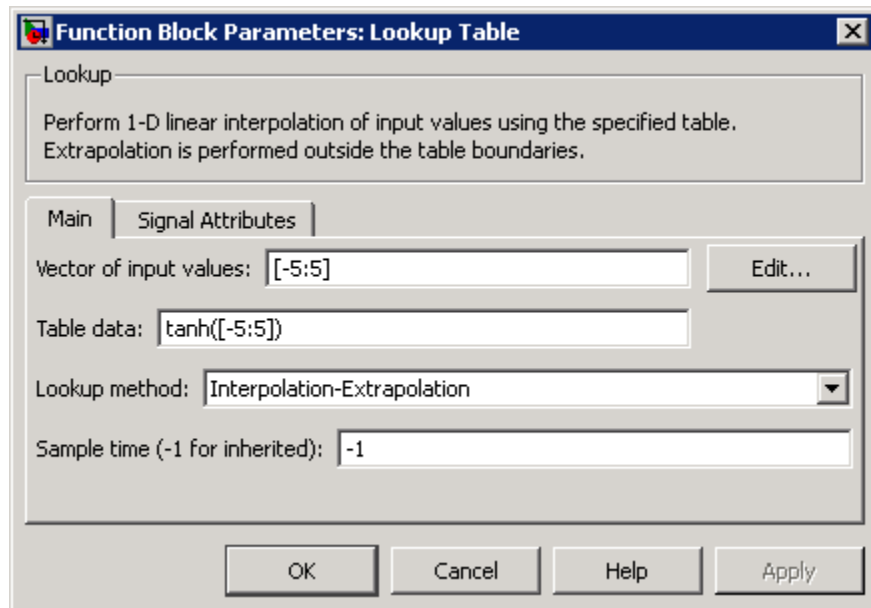 Function Block Parameters: Lookup Table
Lookup
Perform 1-D linear interpolation of input values using the specified table.
Extrapolation is performed outside the table boundaries.
Main Signal Attributes
Vector of input values: [-5:5] Edit...
Table data: tanh([-5:5])
Lookup method: Interpolation-Extrapolation
Sample time (-1 for inherited): -1
OK Cancel Help Apply